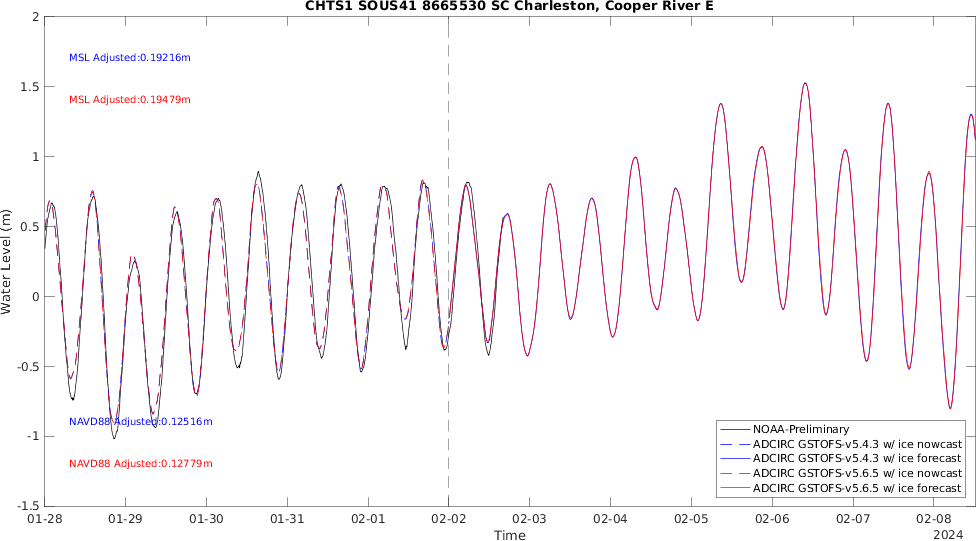 CHTS1 SOUS41 8665530 SC Charleston, Cooper River E
2
1.5
1
0.5
0
-0.5
-1
-1.5
Water Level (m)
MSL Adjusted:0.19216m
MSL Adjusted:0.19479m
NAVD88 Adjusted:0.12516m
NAVD88 Adjusted:0.12779m
NOAA-Preliminary
ADCIRC GSTOFS-v5.4.3 w/ ice nowcast
ADCIRC GSTOFS-v5.4.3 w/ ice forecast
ADCIRC GSTOFS-v5.6.5 w/ ice nowcast
ADCIRC GSTOFS-v5.6.5 w/ ice forecast
01-28 01-29 01-30 01-31 02-01 02-02 02-03 02-04 02-05 02-06 02-07 02-08
2024
Time